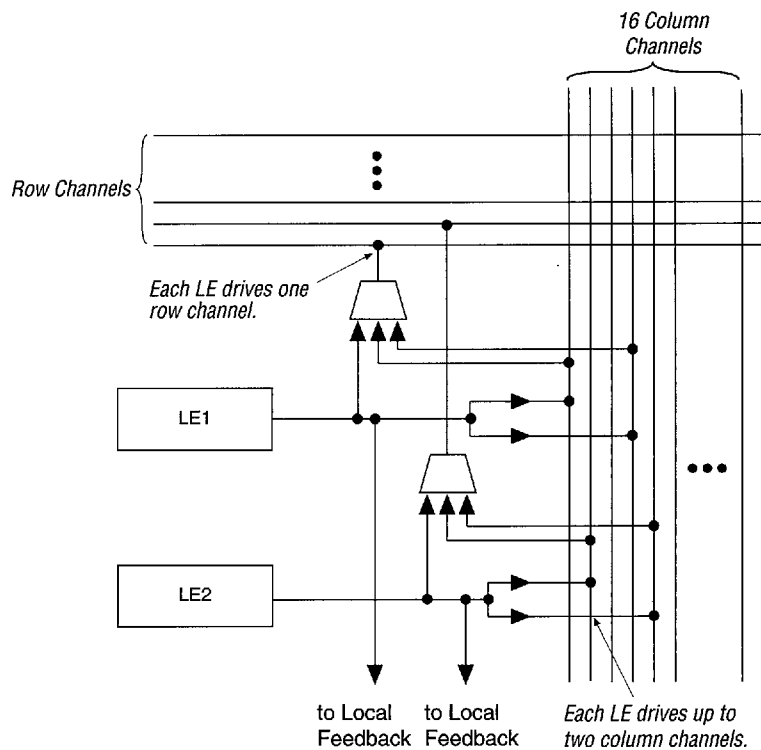 16 Column
Channels
Row Channels
Each LE drives one
row channel.
LE1
LE2
to Local
Feedback
to Local
Feedback
Each LE drives up to
two column channels.